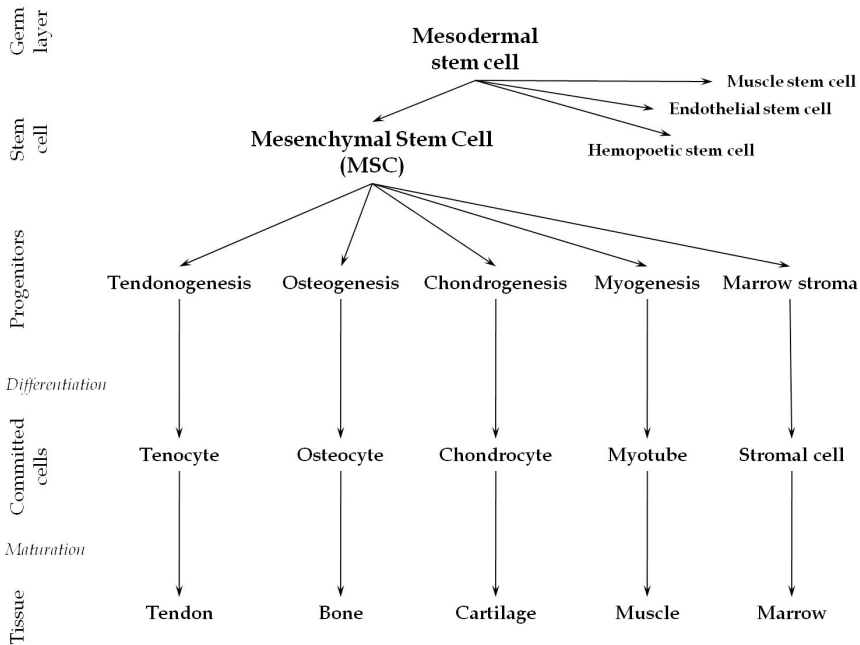 Germ
layer
Mesodermal
stem cell
Muscle stem cell
Endothelial stem cell
Hemopoetic stem cell
Stem
cell
Mesenchymal Stem Cell
(MSC)
Progenitors
Tendonogenesis Osteogenesis Chondrogenesis Myogenesis Marrow stroma
Differentiation
Committed
cells
Tenocyte Osteocyte Chondrocyte Myotube Stromal cell
Maturation
Tissue
Tendon Bone Cartilage Muscle Marrow